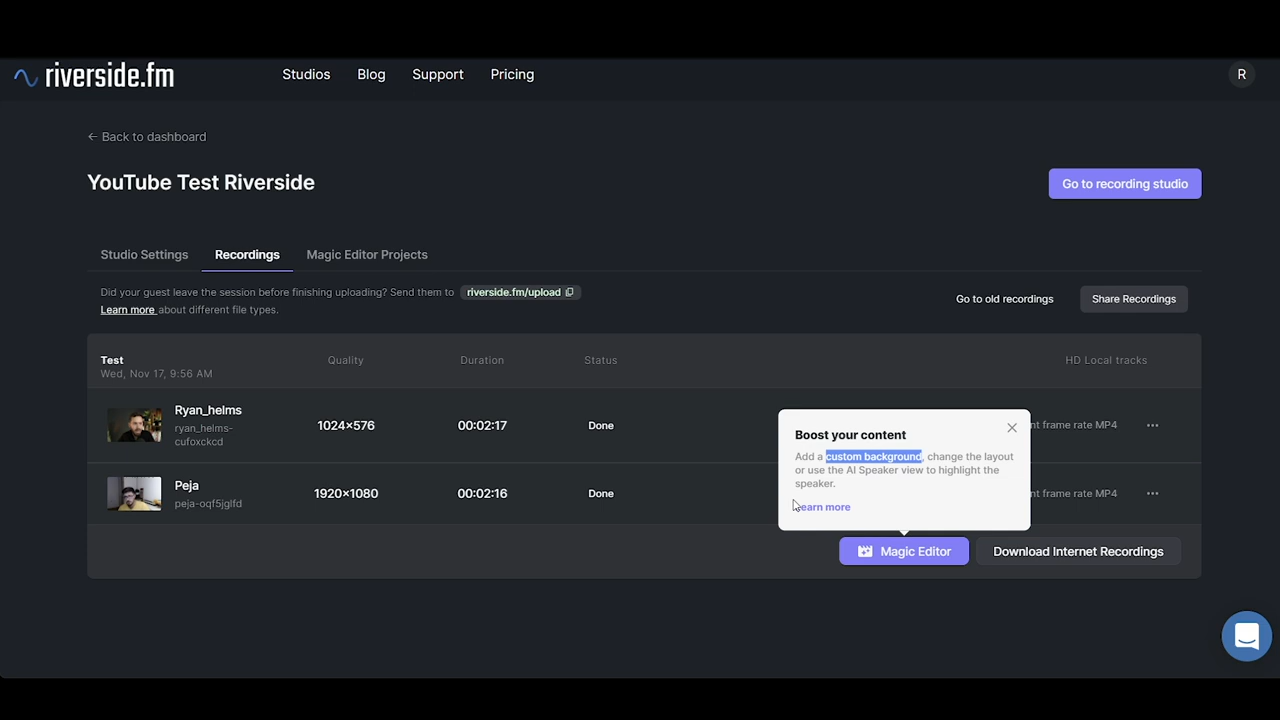 riverside.fm
Studios
Blog
Support
Pricing
R
← Back to dashboard
YouTube Test Riverside
Go to recording studio
Studio Settings
Recordings
Magic Editor Projects
Did your guest leave the session before finishing uploading? Send them to riverside.fm/upload
Learn more about different file types.
Go to old recordings
Share Recordings
Test
Wed, Nov 17, 9:56 AM
Quality
Duration
Status
HD Local tracks
Ryan_helms
ryan_helms-
cufoxckcd
1024×576
00:02:17
Done
nt frame rate MP4
Peja
peja-oqf5jglfd
1920×1080
00:02:16
Done
nt frame rate MP4
Boost your content
Add a custom background, change the layout
or use the AI Speaker view to highlight the
speaker.
Learn more
Magic Editor
Download Internet Recordings